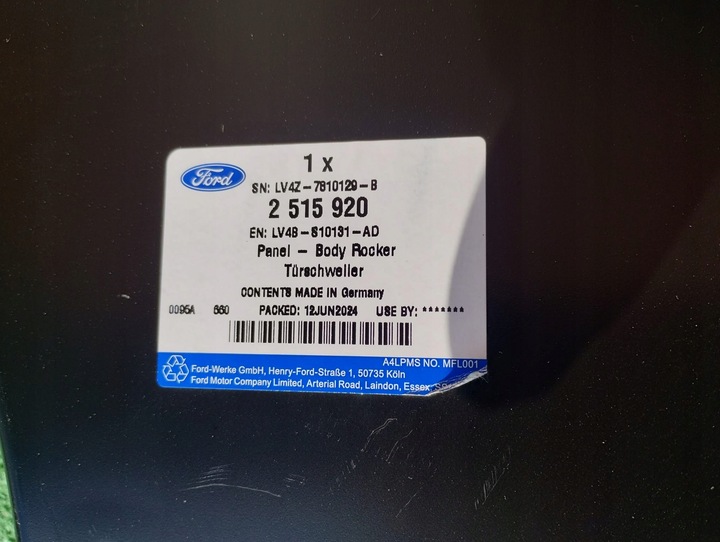 Ford
1 x
SN: LV4Z-7810129-B
2 515 920
EN: LV4B-S10131-AD
Panel - Body Rocker
Türschweller
CONTENTS MADE IN Germany
0095A 660 PACKED: 12JUN2024 USE BY: *******
A4LPMS NO. MFL001
Ford-Werke GmbH, Henry-Ford-Straße 1, 50735 Köln
Ford Motor Company Limited, Arterial Road, Laindon, Essex,